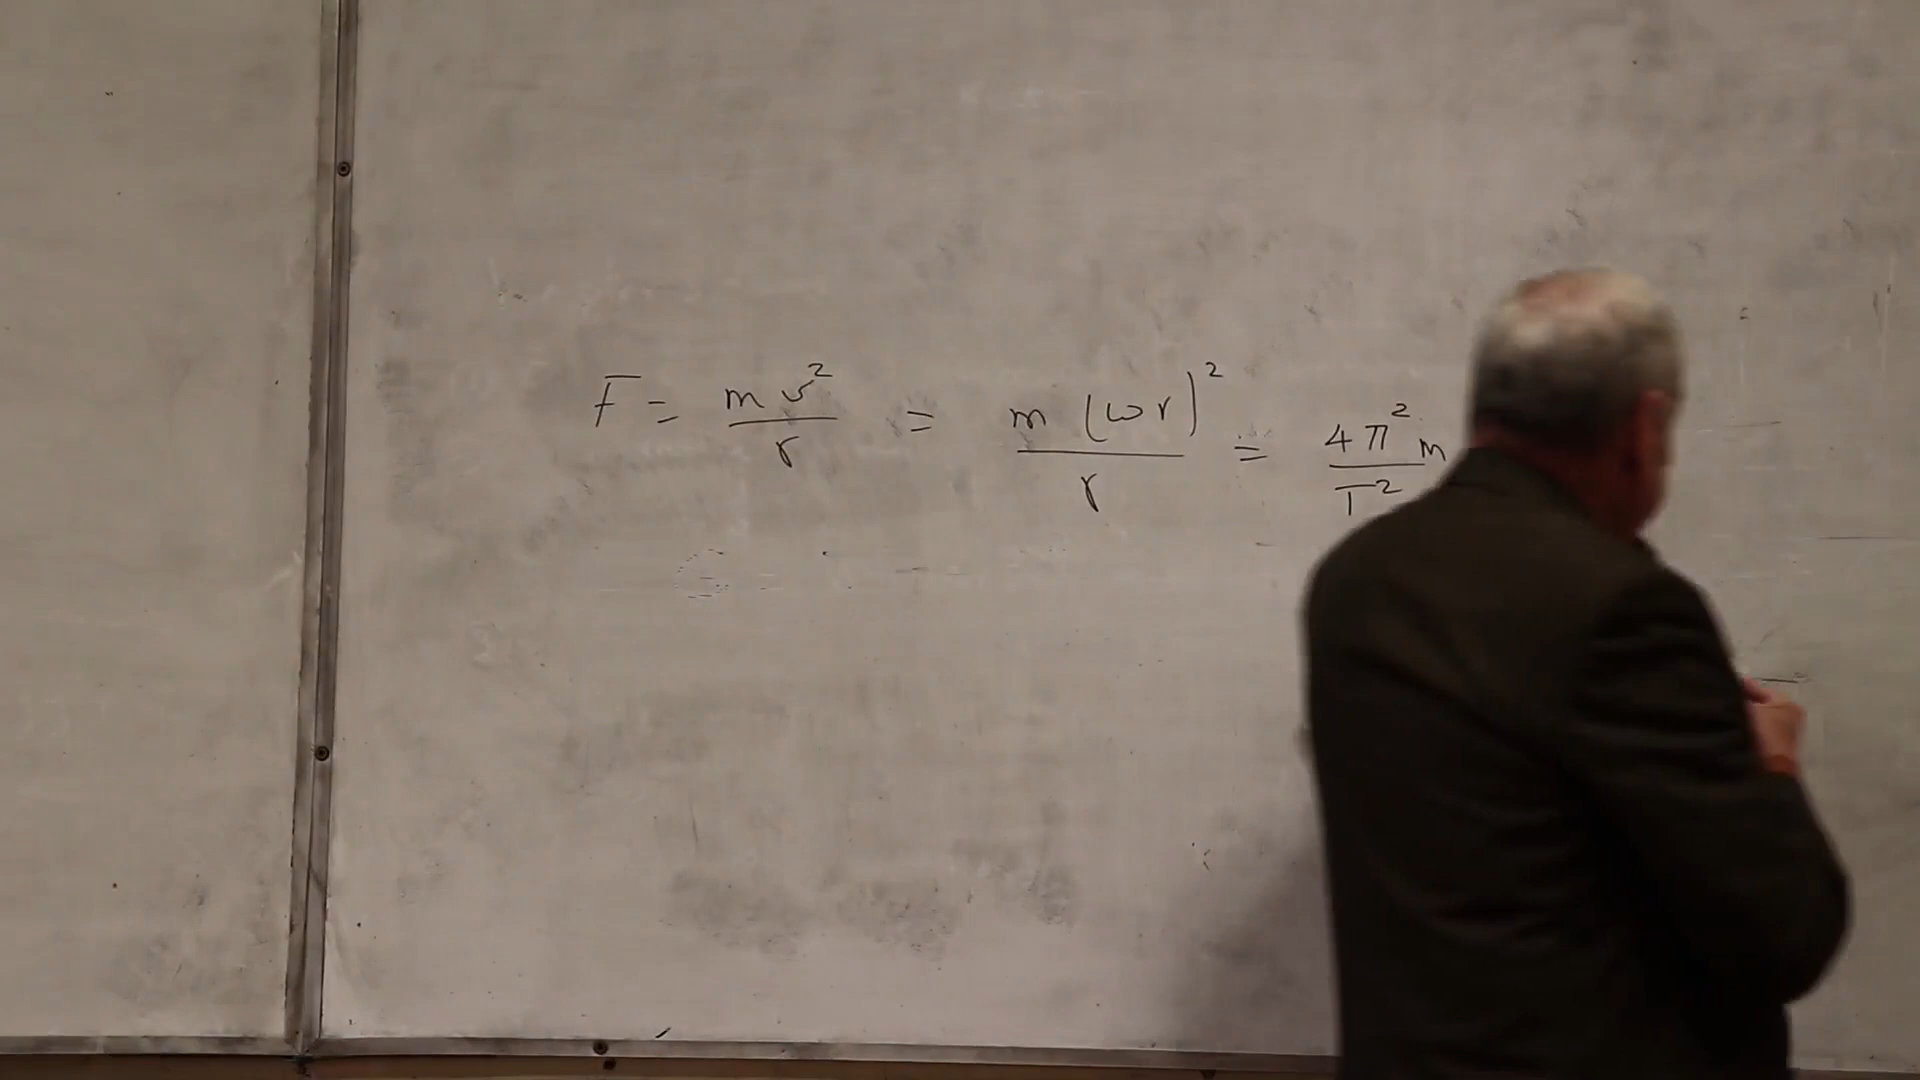 F = mv²/r = m(ωr)²/r = 4π²m/T²